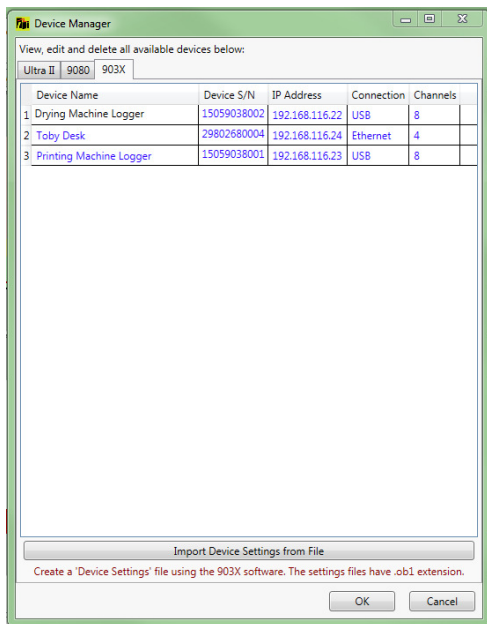 Device Manager
View, edit and delete all available devices below:
Ultra II 9080 903X
Device Name Device S/N IP Address Connection Channels
1 Drying Machine Logger 15059038002 192.168.116.22 USB 8
2 Toby Desk 29802680004 192.168.116.24 Ethernet 4
3 Printing Machine Logger 15059038001 192.168.116.23 USB 8
Import Device Settings from File
Create a 'Device Settings' file using the 903X software. The settings files have .ob1 extension.
OK Cancel